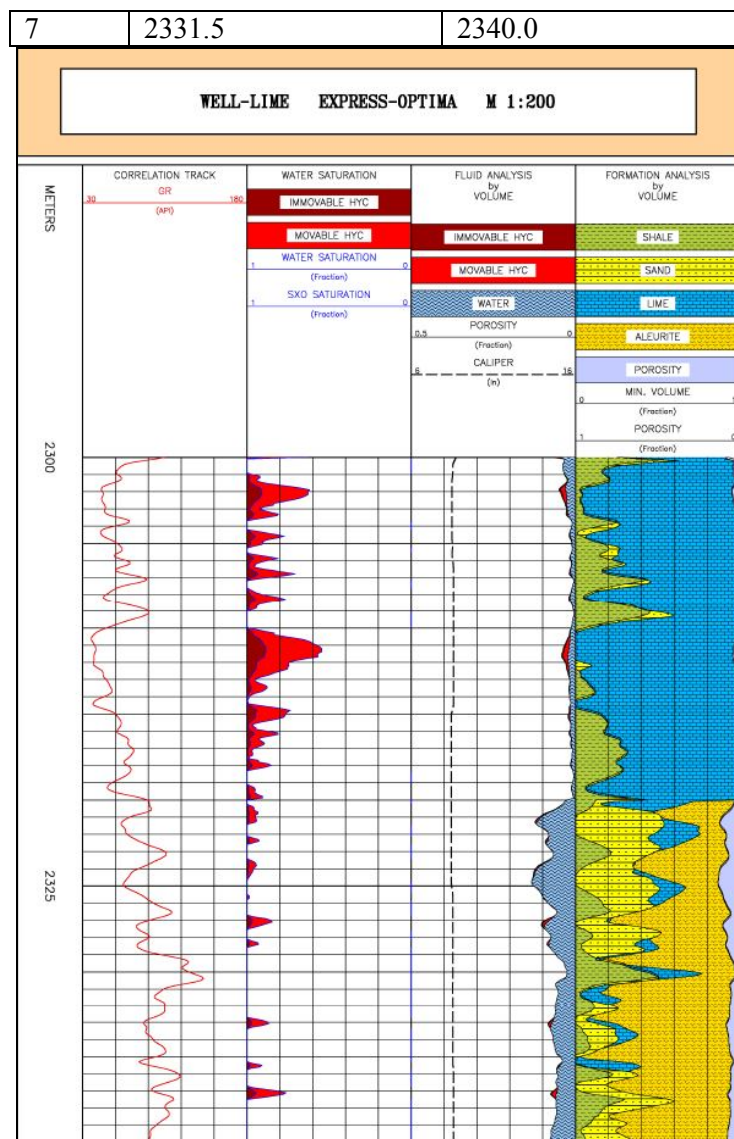 7 2331.5 2340.0
WELL-LIME EXPRESS-OPTIMA M 1:200
METERS
CORRELATION TRACK
GR
30 180
(API)
WATER SATURATION
IMMOVABLE HYC
MOVABLE HYC
WATER SATURATION
1 0
(Fraction)
SXO SATURATION
1 0
(Fraction)
FLUID ANALYSIS
by
VOLUME
IMMOVABLE HYC
MOVABLE HYC
WATER
POROSITY
0.5 0
(Fraction)
CALIPER
6 16
(in)
FORMATION ANALYSIS
by
VOLUME
SHALE
SAND
LIME
ALEURITE
POROSITY
MIN. VOLUME
0 1
(Fraction)
POROSITY
1 0
(Fraction)
2300
2325